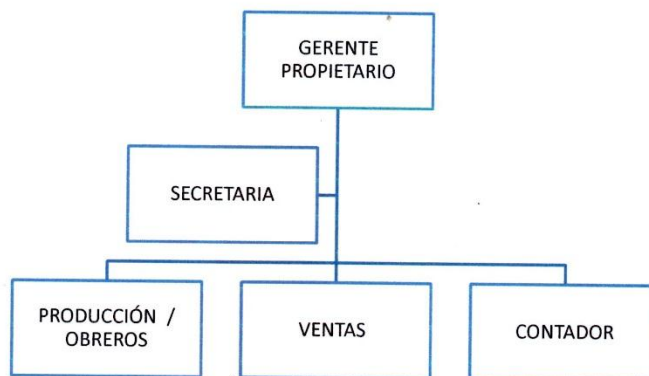 GERENTE
PROPIETARIO
SECRETARIA
PRODUCCIÓN /
OBREROS
VENTAS
CONTADOR